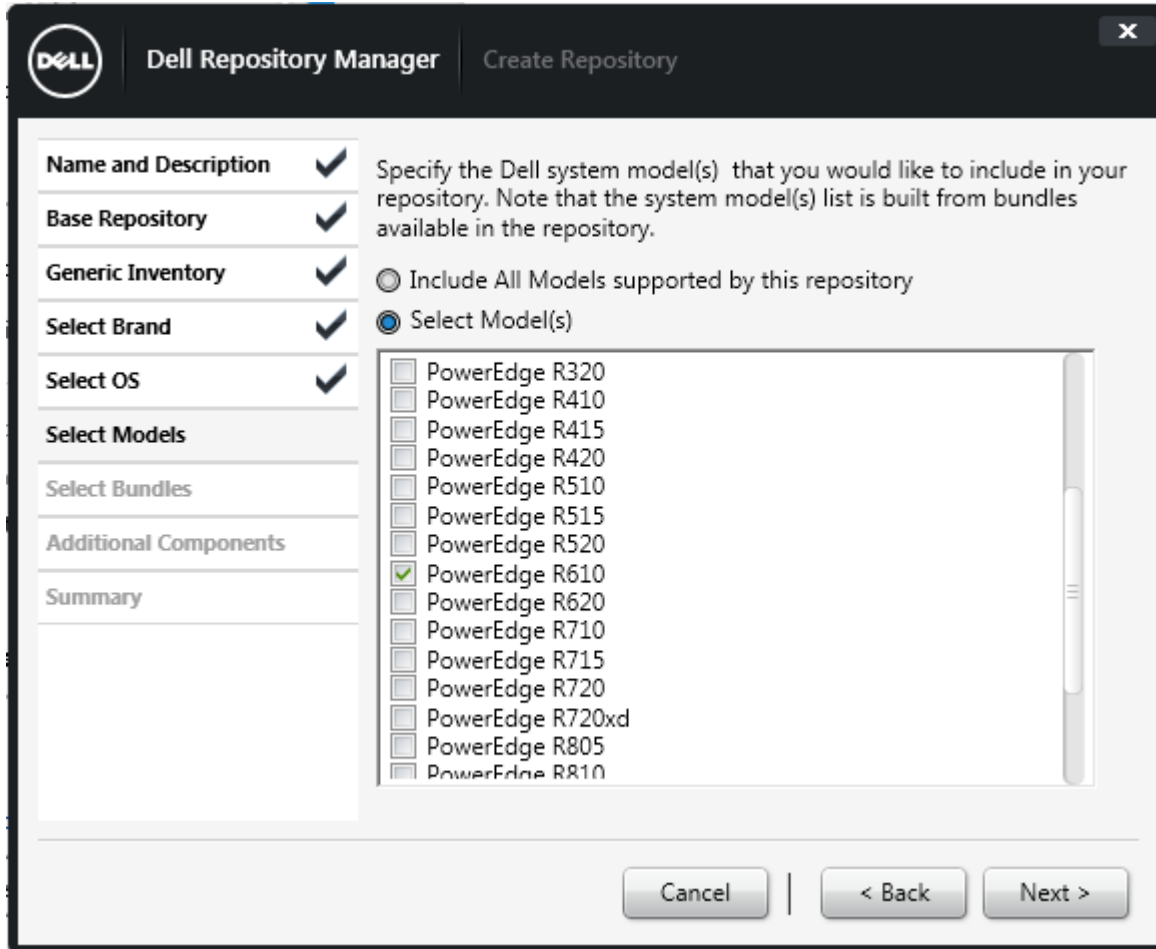 DELL
Dell Repository Manager
Create Repository
x
Name and Description
Base Repository
Generic Inventory
Select Brand
Select OS
Select Models
Select Bundles
Additional Components
Summary
Specify the Dell system model(s) that you would like to include in your
repository. Note that the system model(s) list is built from bundles
available in the repository.
Include All Models supported by this repository
Select Model(s)
PowerEdge R320
PowerEdge R410
PowerEdge R415
PowerEdge R420
PowerEdge R510
PowerEdge R515
PowerEdge R520
PowerEdge R610
PowerEdge R620
PowerEdge R710
PowerEdge R715
PowerEdge R720
PowerEdge R720xd
PowerEdge R805
PowerEdge R810
Cancel
< Back
Next >